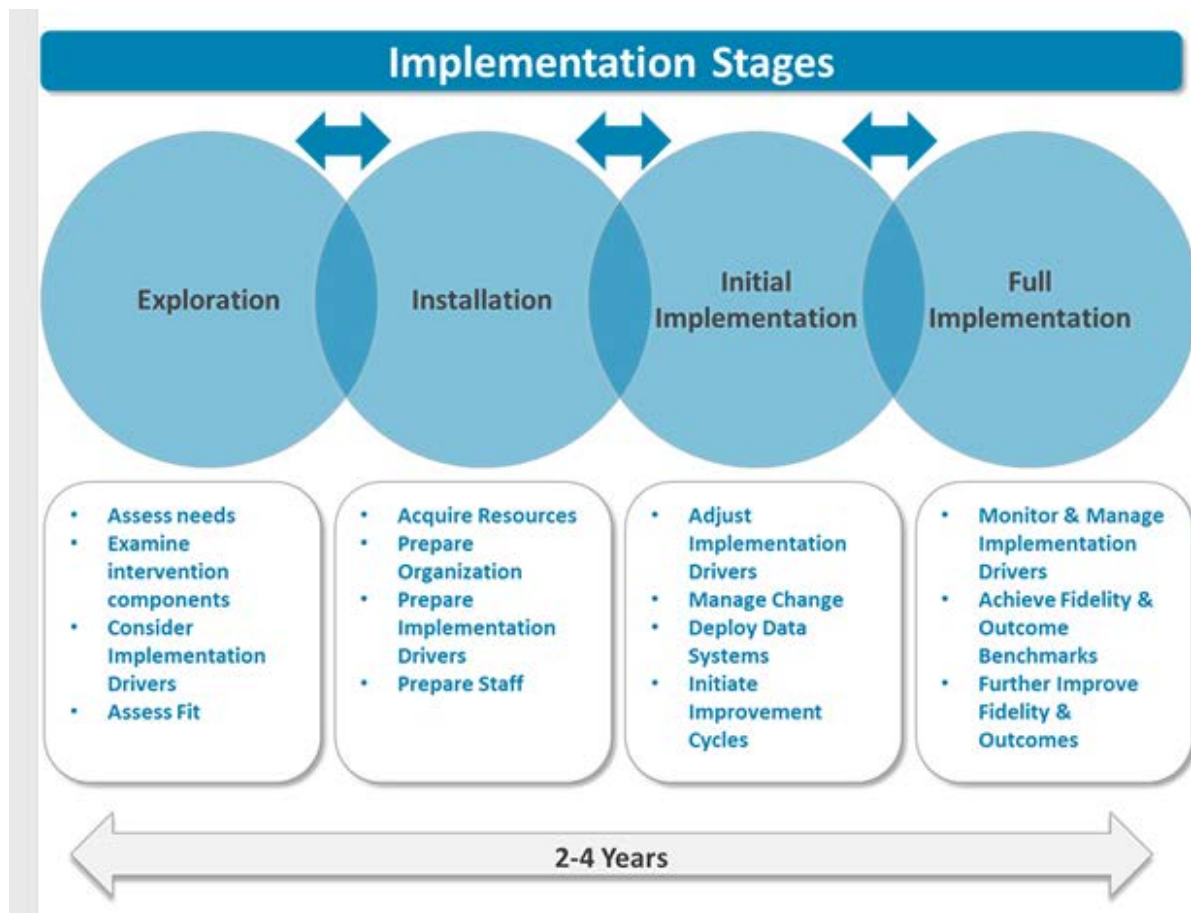 Implementation Stages
Exploration
Installation
Initial
Implementation
Full
Implementation
• Assess needs
• Examine
intervention
components
• Consider
Implementation
Drivers
• Assess Fit
• Acquire Resources
• Prepare
Organization
• Prepare
Implementation
Drivers
• Prepare Staff
• Adjust
Implementation
Drivers
• Manage Change
• Deploy Data
Systems
• Initiate
Improvement
Cycles
• Monitor & Manage
Implementation
Drivers
• Achieve Fidelity &
Outcome
Benchmarks
• Further Improve
Fidelity &
Outcomes
2-4 Years